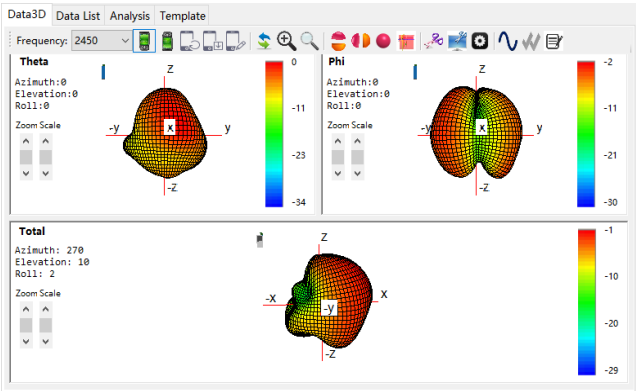 Data3D Data List Analysis Template
Frequency: 2450
Theta
Azimuth:0
Elevation:0
Roll:0
Zoom Scale
Z
-y
x
y
-Z
0
-11
-23
-34
Phi
Azimuth:0
Elevation:0
Roll:0
Zoom Scale
Z
-y
x
y
-Z
-2
-11
-21
-30
Total
Azimuth: 270
Elevation: 10
Roll: 2
Zoom Scale
Z
-x
-y
x
-Z
-1
-10
-20
-29